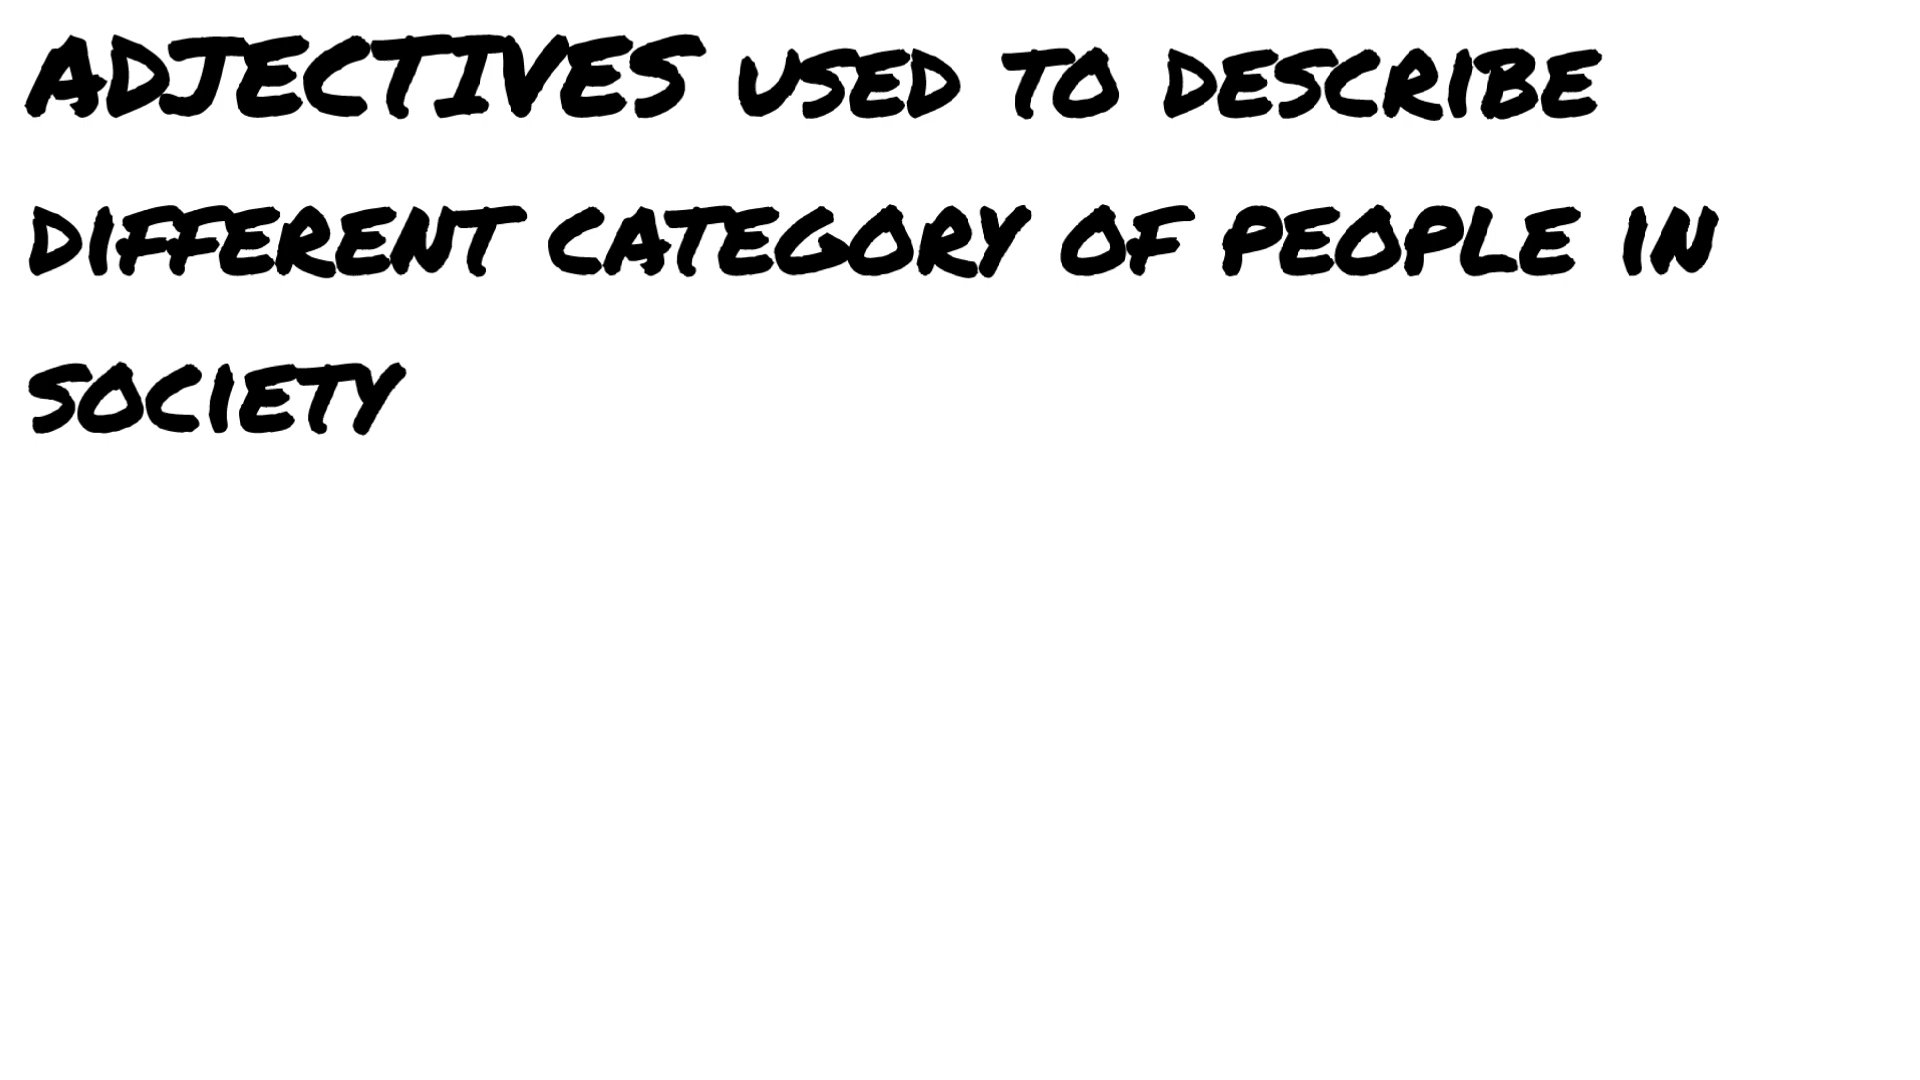 ADJECTIVES USED TO DESCRIBE
DIFFERENT CATEGORY OF PEOPLE IN
SOCIETY